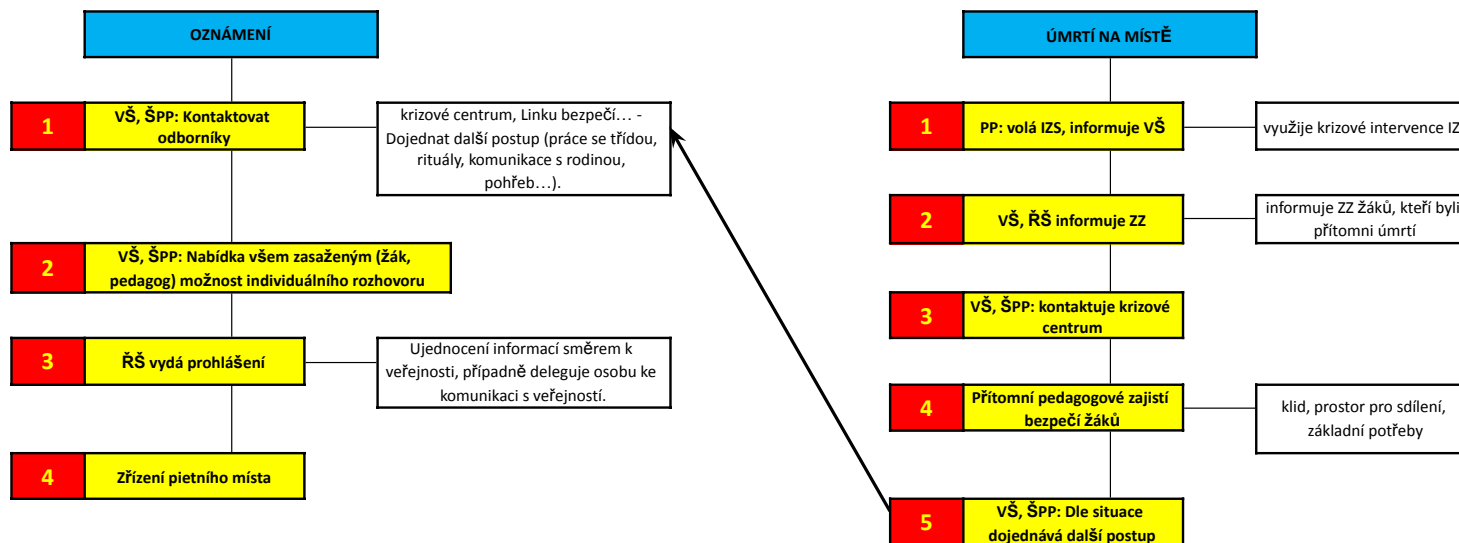 OZNÁMENÍ
1
VŠ, ŠPP: Kontaktovat
odborníky
krizové centrum, Linku bezpečí… -
Dojednat další postup (práce se třídou,
rituály, komunikace s rodinou,
pohřeb…).
2
VŠ, ŠPP: Nabídka všem zasaženým (žák,
pedagog) možnost individuálního rozhovoru
3
ŘŠ vydá prohlášení
Ujednocení informací směrem k
veřejnosti, případně deleguje osobu ke
komunikaci s veřejností.
4
Zřízení pietního místa
ÚMRTÍ NA MÍSTĚ
1
PP: volá IZS, informuje VŠ
využije krizové intervence IZ
2
VŠ, ŘŠ informuje ZZ
informuje ZZ žáků, kteří byli
přítomni úmrtí
3
VŠ, ŠPP: kontaktuje krizové
centrum
4
Přítomní pedagogové zajistí
bezpečí žáků
klid, prostor pro sdílení,
základní potřeby
5
VŠ, ŠPP: Dle situace
dojednává další postup